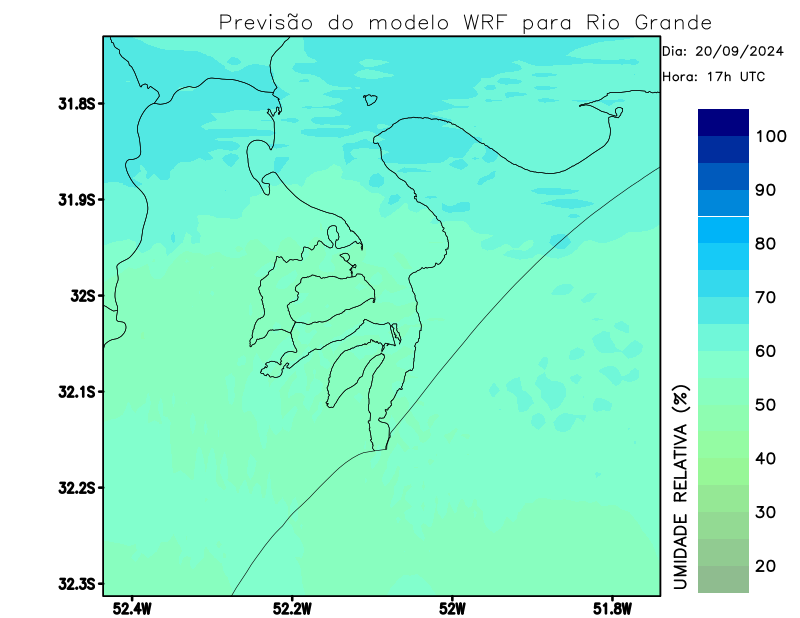 Previsão do modelo WRF para Rio Grande
Dia: 20/09/2024
Hora: 17h UTC
31.8S
31.9S
32S
32.1S
32.2S
32.3S
52.4W 52.2W 52W 51.8W
100
90
80
70
60
50
40
30
20
UMIDADE RELATIVA (%)